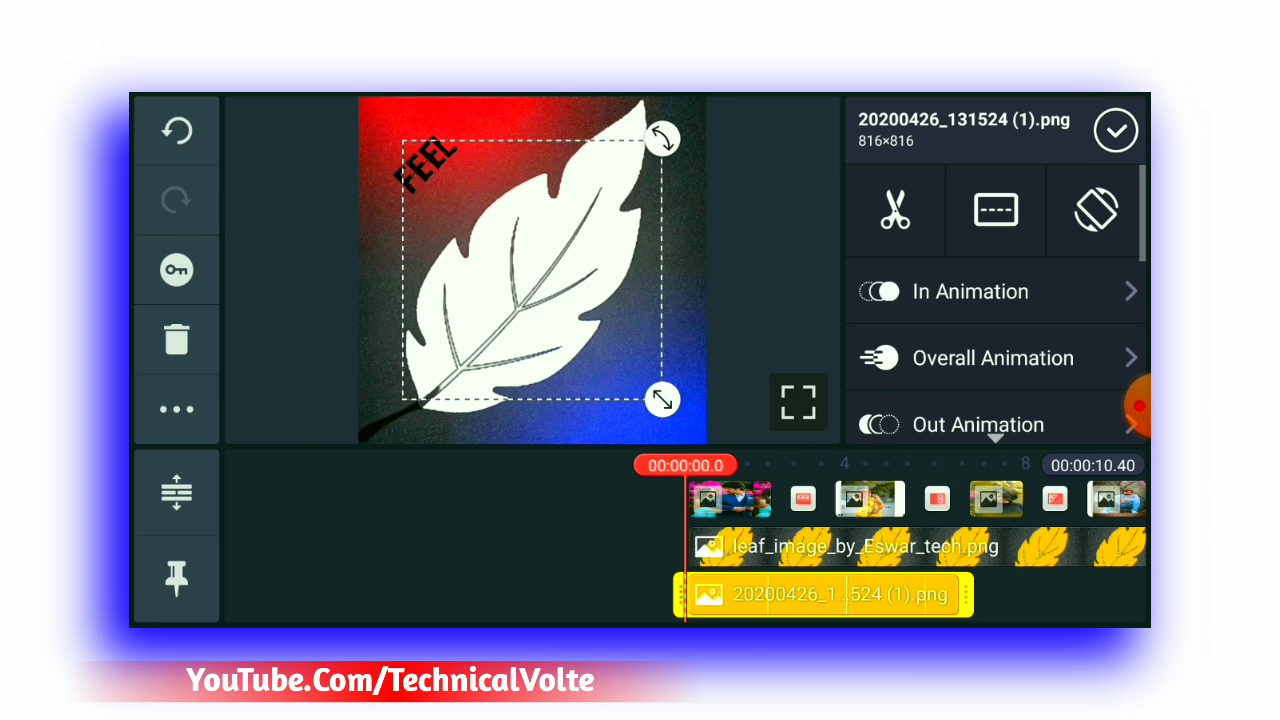 20200426_131524 (1).png
816×816
FEEL
In Animation
Overall Animation
Out Animation
00:00:00.0
4
8
00:00:10.40
leaf_image_by_Eswar_tech.png
20200426_1...524 (1).png
YouTube.Com/TechnicalVolte